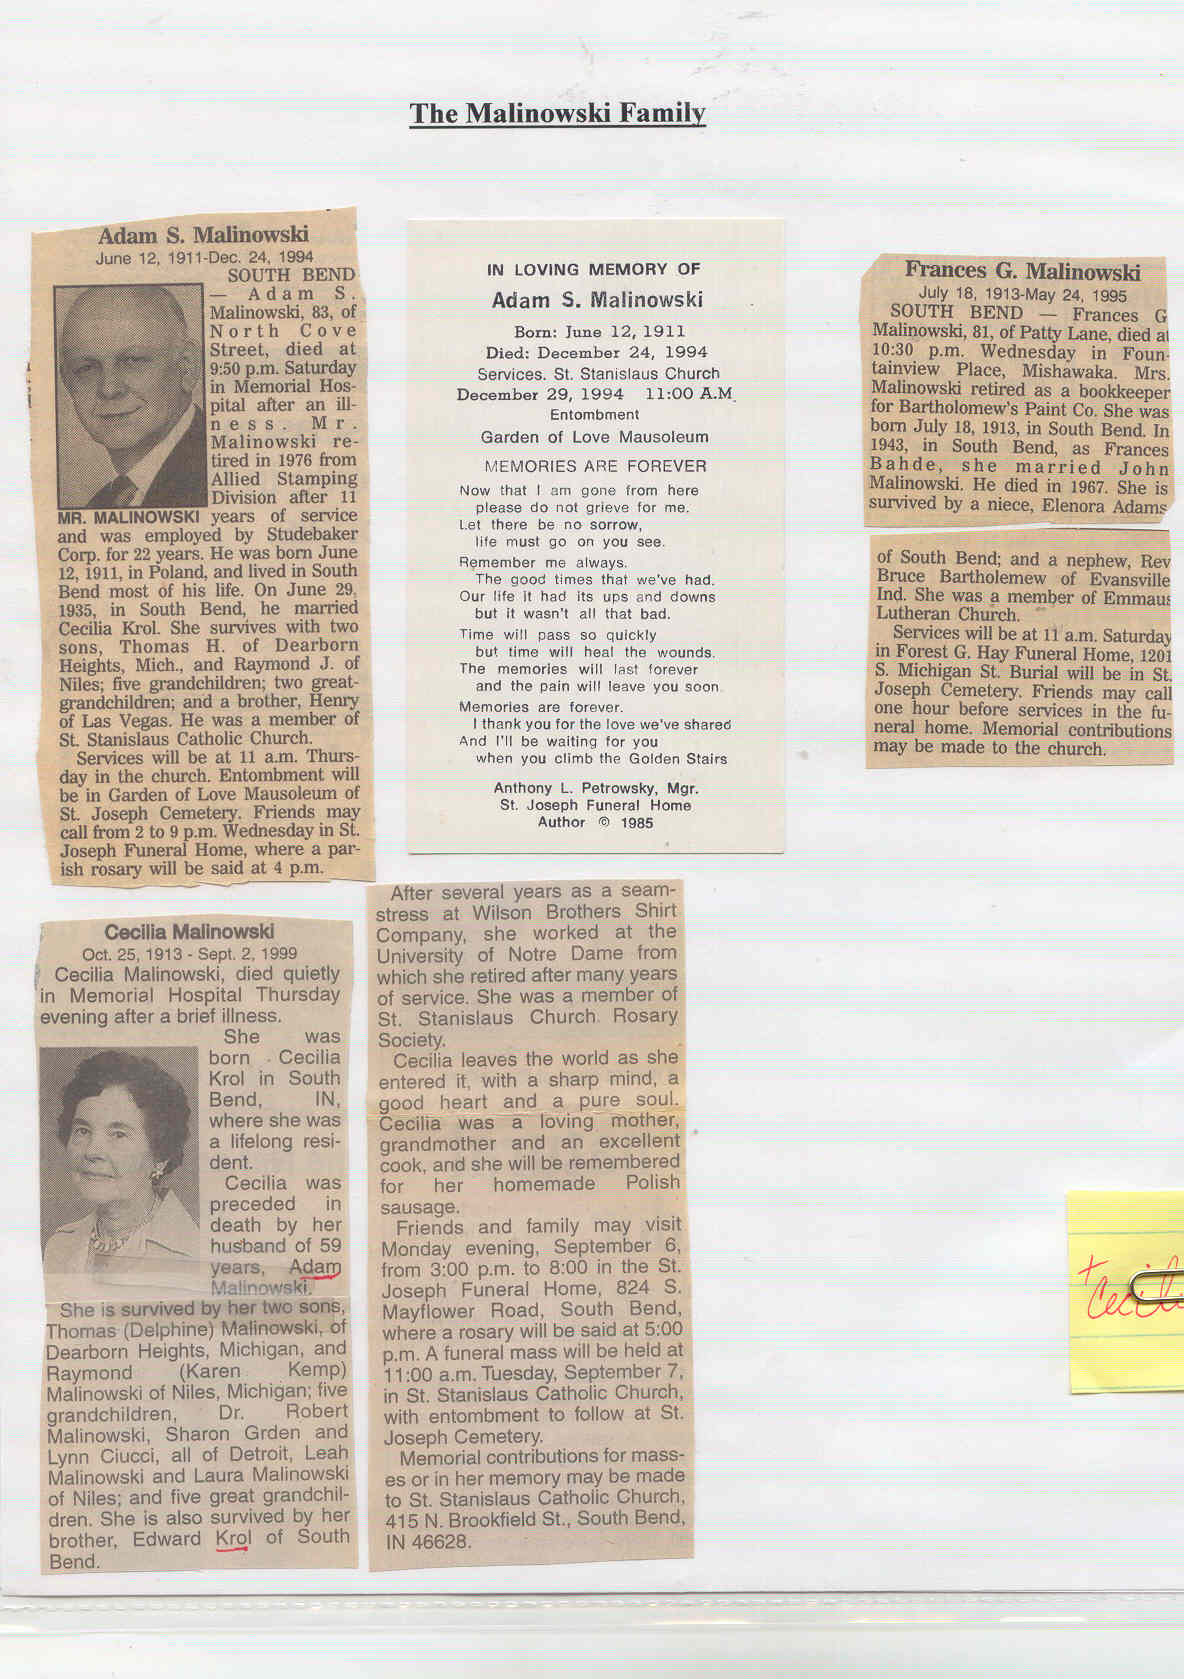 The Malinowski Family
Adam S. Malinowski
June 12, 1911-Dec. 24, 1994
SOUTH BEND
— Adam S.
Malinowski, 83, of
North Cove
Street, died at
9:50 p.m. Saturday
in Memorial Hos-
pital after an ill-
ness. Mr.
Malinowski re-
tired in 1976 from
Allied Stamping
Division after 11
MR. MALINOWSKI years of service
and was employed by Studebaker
Corp. for 22 years. He was born June
12, 1911, in Poland, and lived in South
Bend most of his life. On June 29,
1935, in South Bend, he married
Cecilia Krol. She survives with two
sons, Thomas H. of Dearborn
Heights, Mich., and Raymond J. of
Niles; five grandchildren; two great-
grandchildren; and a brother, Henry
of Las Vegas. He was a member of
St. Stanislaus Catholic Church.
Services will be at 11 a.m. Thurs-
day in the church. Entombment will
be in Garden of Love Mausoleum of
St. Joseph Cemetery. Friends may
call from 2 to 9 p.m. Wednesday in St.
Joseph Funeral Home, where a par-
ish rosary will be said at 4 p.m.
IN LOVING MEMORY OF
Adam S. Malinowski
Born: June 12, 1911
Died: December 24, 1994
Services. St. Stanislaus Church
December 29, 1994 11:00 A.M.
Entombment
Garden of Love Mausoleum
MEMORIES ARE FOREVER
Now that I am gone from here
please do not grieve for me.
Let there be no sorrow,
life must go on you see.
Remember me always.
The good times that we've had.
Our life it had its ups and downs
but it wasn't all that bad.
Time will pass so quickly
but time will heal the wounds.
The memories will last forever
and the pain will leave you soon.
Memories are forever.
I thank you for the love we've shared
And I'll be waiting for you
when you climb the Golden Stairs
Anthony L. Petrowsky, Mgr.
St. Joseph Funeral Home
Author © 1985
Frances G. Malinowski
July 18, 1913-May 24, 1995
SOUTH BEND — Frances G
Malinowski, 81, of Patty Lane, died at
10:30 p.m. Wednesday in Foun-
tainview Place, Mishawaka. Mrs.
Malinowski retired as a bookkeeper
for Bartholomew's Paint Co. She was
born July 18, 1913, in South Bend. In
1943, in South Bend, as Frances
Bahde, she married John
Malinowski. He died in 1967. She is
survived by a niece, Elenora Adams
of South Bend; and a nephew, Rev
Bruce Bartholemew of Evansville
Ind. She was a member of Emmaus
Lutheran Church.
Services will be at 11 a.m. Saturday
in Forest G. Hay Funeral Home, 1201
S. Michigan St. Burial will be in St.
Joseph Cemetery. Friends may call
one hour before services in the fu-
neral home. Memorial contributions
may be made to the church.
Cecilia Malinowski
Oct. 25, 1913 - Sept. 2, 1999
Cecilia Malinowski, died quietly
in Memorial Hospital Thursday
evening after a brief illness.
She was
born Cecilia
Krol in South
Bend, IN,
where she was
a lifelong resi-
dent.
Cecilia was
preceded in
death by her
husband of 59
years, Adam
Malinowski.
She is survived by her two sons,
Thomas (Delphine) Malinowski, of
Dearborn Heights, Michigan, and
Raymond (Karen Kemp)
Malinowski of Niles, Michigan; five
grandchildren, Dr. Robert
Malinowski, Sharon Grden and
Lynn Ciucci, all of Detroit, Leah
Malinowski and Laura Malinowski
of Niles; and five great grandchil-
dren. She is also survived by her
brother, Edward Krol of South
Bend.
After several years as a seam-
stress at Wilson Brothers Shirt
Company, she worked at the
University of Notre Dame from
which she retired after many years
of service. She was a member of
St. Stanislaus Church Rosary
Society.
Cecilia leaves the world as she
entered it, with a sharp mind, a
good heart and a pure soul.
Cecilia was a loving mother,
grandmother and an excellent
cook, and she will be remembered
for her homemade Polish
sausage.
Friends and family may visit
Monday evening, September 6,
from 3:00 p.m. to 8:00 in the St.
Joseph Funeral Home, 824 S.
Mayflower Road, South Bend,
where a rosary will be said at 5:00
p.m. A funeral mass will be held at
11:00 a.m. Tuesday, September 7,
in St. Stanislaus Catholic Church,
with entombment to follow at St.
Joseph Cemetery.
Memorial contributions for mass-
es or in her memory may be made
to St. Stanislaus Catholic Church,
415 N. Brookfield St., South Bend,
IN 46628.